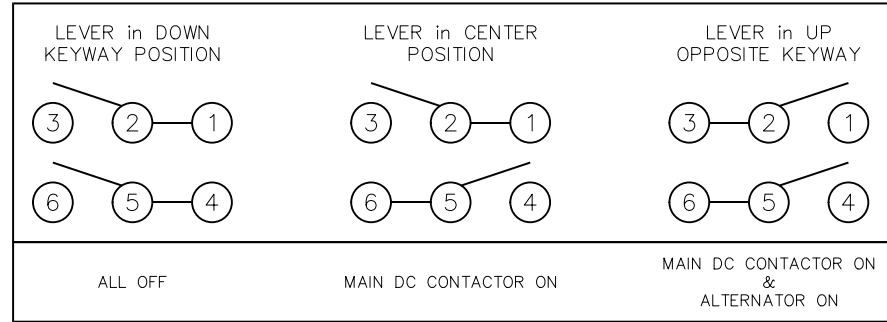 LEVER in DOWN
KEYWAY POSITION
3 2 1
6 5 4
ALL OFF
LEVER in CENTER
POSITION
3 2 1
6 5 4
MAIN DC CONTACTOR ON
LEVER in UP
OPPOSITE KEYWAY
3 2 1
6 5 4
MAIN DC CONTACTOR ON
&
ALTERNATOR ON